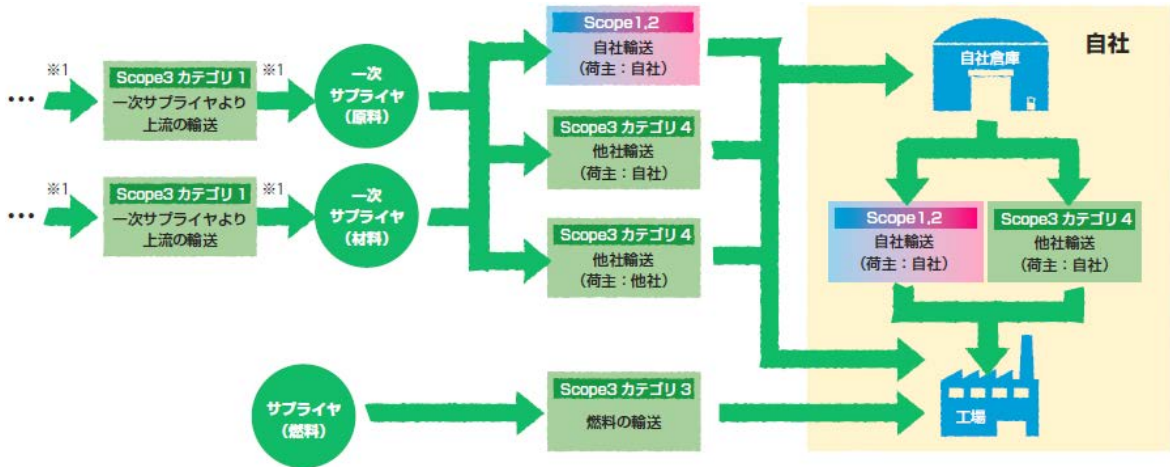 ※1
Scope3 カテゴリ 1
一次サプライヤより
上流の輸送
※1
一次
サプライヤ
(原料)
Scope1,2
自社輸送
(荷主：自社)
自社倉庫
自社
…
Scope3 カテゴリ 4
他社輸送
(荷主：自社)
※1
Scope3 カテゴリ 1
一次サプライヤより
上流の輸送
※1
一次
サプライヤ
(材料)
Scope3 カテゴリ 4
他社輸送
(荷主：他社)
Scope1,2
自社輸送
(荷主：自社)
Scope3 カテゴリ 4
他社輸送
(荷主：自社)
…
サプライヤ
(燃料)
Scope3 カテゴリ 3
燃料の輸送
工場